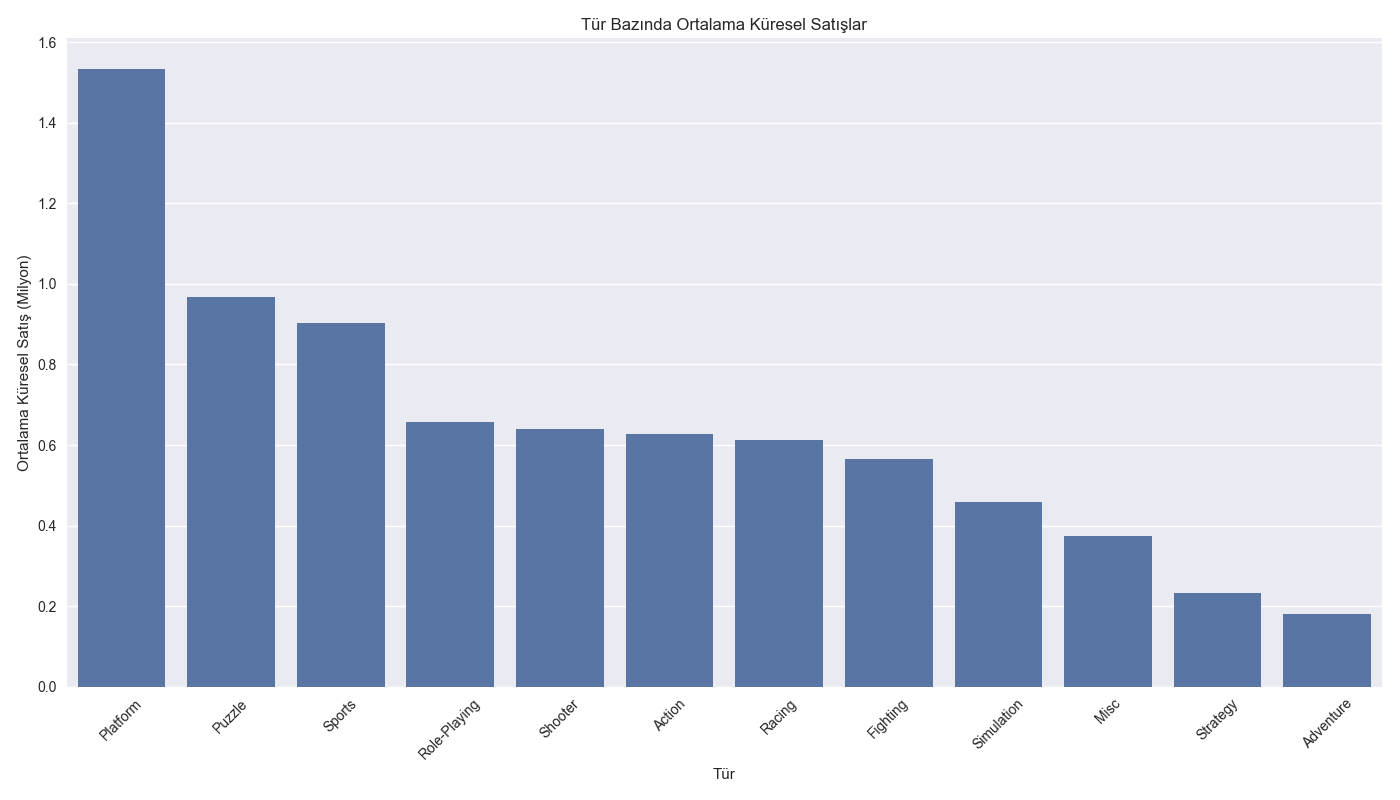 Tür Bazında Ortalama Küresel Satışlar
Ortalama Küresel Satış (Milyon)
1.6
1.4
1.2
1.0
0.8
0.6
0.4
0.2
0.0
Platform
Puzzle
Sports
Role-Playing
Shooter
Action
Racing
Fighting
Simulation
Misc
Strategy
Adventure
Tür